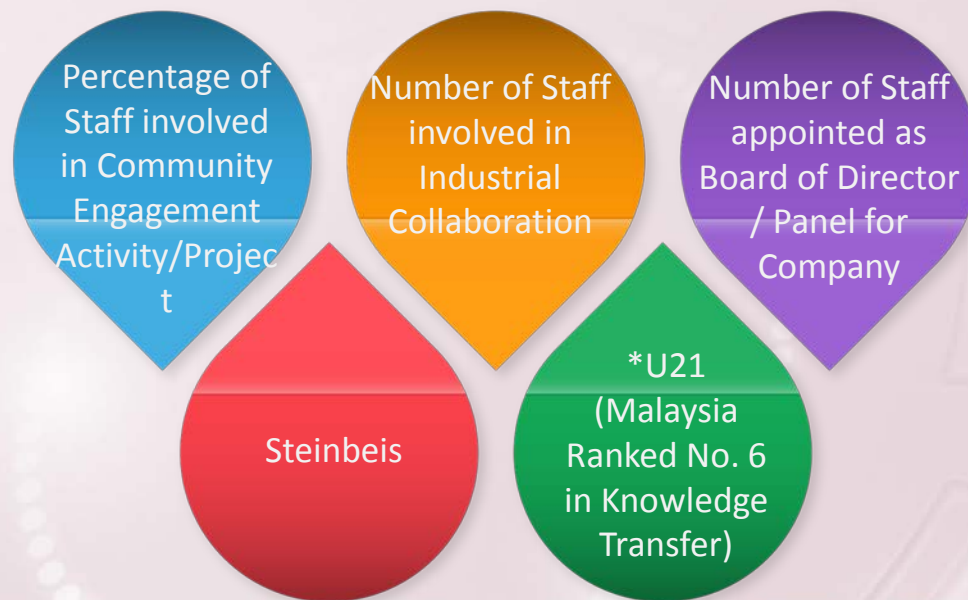 Percentage of
Staff involved
in Community
Engagement
Activity/Projec
t
Number of Staff
involved in
Industrial
Collaboration
Number of Staff
appointed as
Board of Director
/ Panel for
Company
Steinbeis
*U21
(Malaysia
Ranked No. 6
in Knowledge
Transfer)